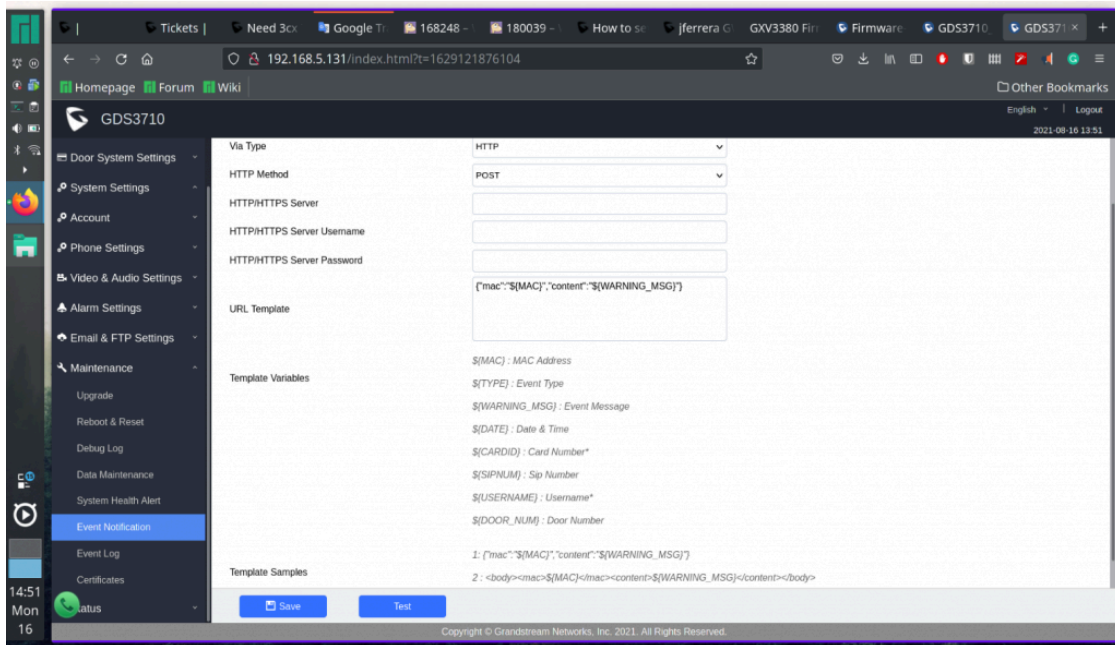 Tickets |
Need 3cx
Google Tr
168248 –
180039 –
How to se
jferrera G
GXV3380 Firr
Firmware
GDS3710_
GDS371 ×
+
192.168.5.131/index.html?t=1629121876104
Homepage Forum Wiki
Other Bookmarks
GDS3710
English | Logout
2021-08-16 13:51
Door System Settings
System Settings
Account
Phone Settings
Video & Audio Settings
Alarm Settings
Email & FTP Settings
Maintenance
Upgrade
Reboot & Reset
Debug Log
Data Maintenance
System Health Alert
Event Notification
Event Log
Certificates
tatus
Via Type HTTP
HTTP Method POST
HTTP/HTTPS Server
HTTP/HTTPS Server Username
HTTP/HTTPS Server Password
URL Template {"mac":"${MAC}","content":"${WARNING_MSG}"}
Template Variables
${MAC} : MAC Address
${TYPE} : Event Type
${WARNING_MSG} : Event Message
${DATE} : Date & Time
${CARDID} : Card Number*
${SIPNUM} : Sip Number
${USERNAME} : Username*
${DOOR_NUM} : Door Number
Template Samples
1: {"mac":"${MAC}","content":"${WARNING_MSG}"}
2 : <body><mac>${MAC}</mac><content>${WARNING_MSG}</content></body>
Save
Test
Copyright © Grandstream Networks, Inc. 2021. All Rights Reserved.
14:51
Mon
16